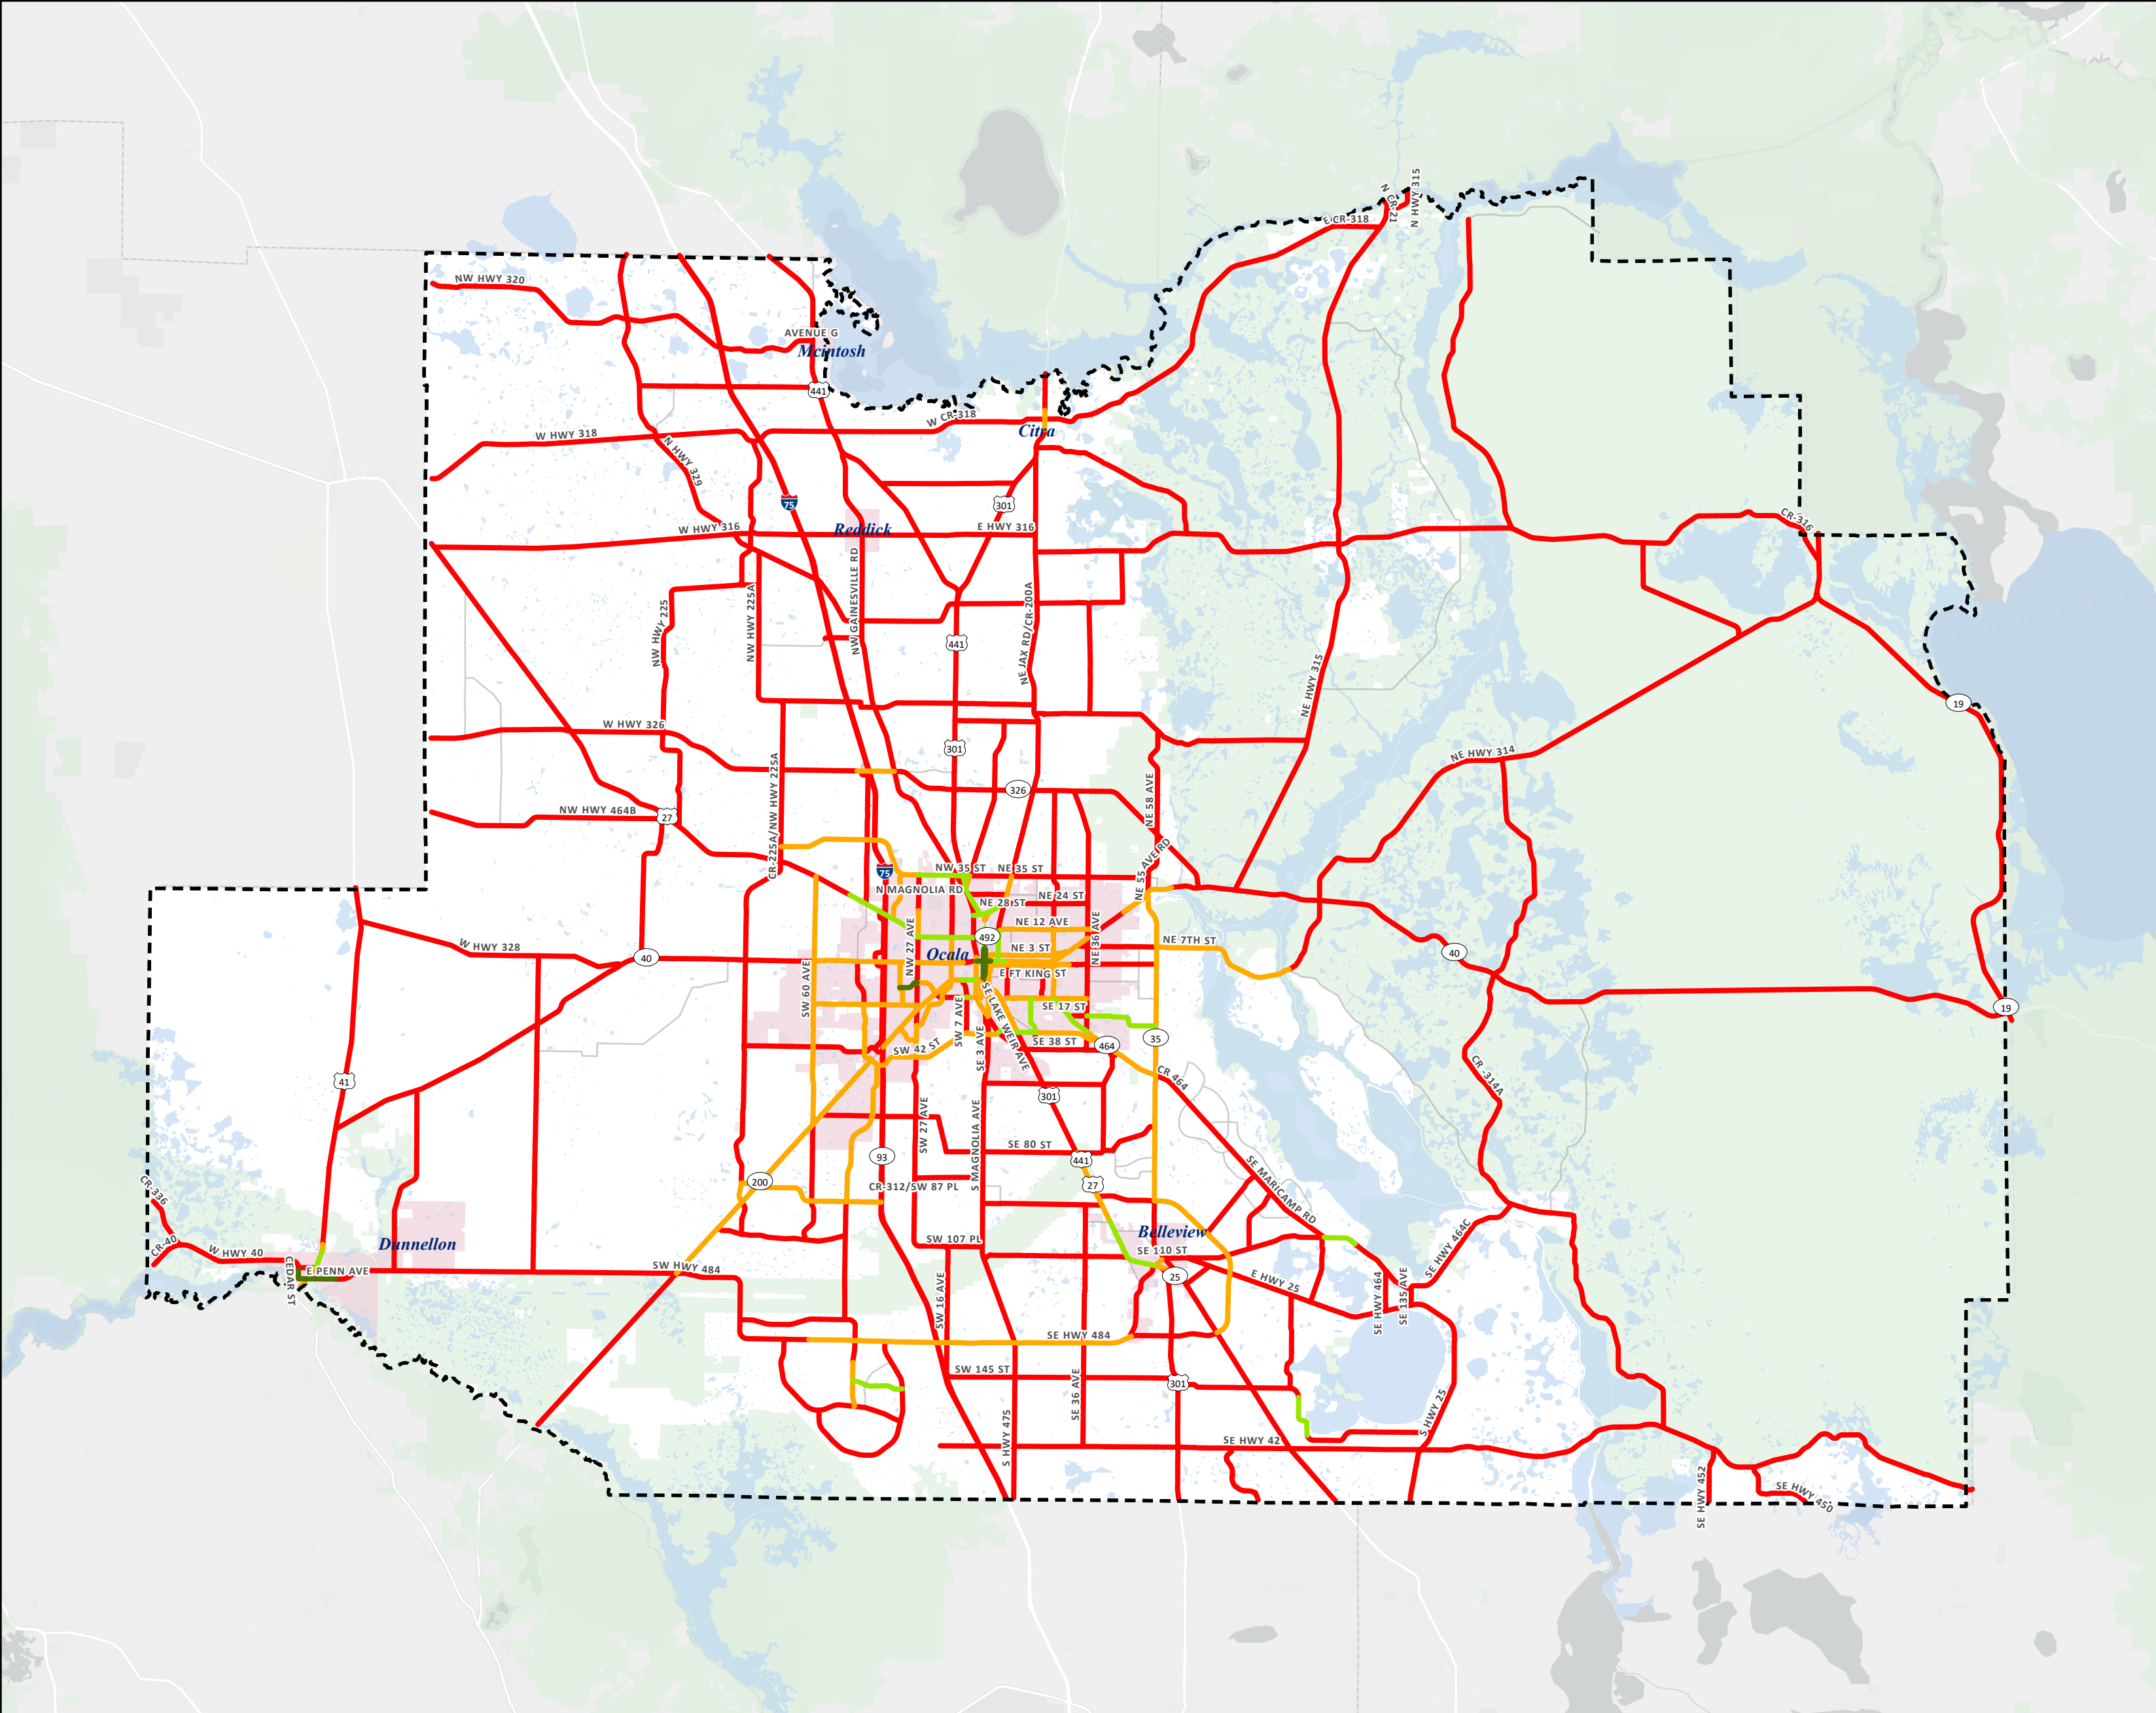 N HWY 315
N CR-21
E CR-318
NW HWY 320
AVENUE G
Mcintosh
441
W CR-318
Citra
W HWY 318
N HWY 329
75
301
W HWY 316
Reddick
E HWY 316
CR-316
NW HWY 225
NW HWY 225A
NW GAINESVILLE RD
NE JAX RD/CR-200A
441
NE HWY 315
19
W HWY 326
301
NE HWY 314
CR-225A/NW HWY 225A
326
NE 58 AVE
NW HWY 464B
27
75
NW 35 ST
NE 35 ST
NE 55 AVE RD
N MAGNOLIA RD
NE 24 ST
NE 28 ST
NE 12 AVE
NE 36 AVE
492
NW 27 AVE
NE 7TH ST
W HWY 328
40
Ocala
NE 3 ST
40
E FT KING ST
SW 60 AVE
SE 17 ST
19
SW 7 AVE
SE LAKE WEIR AVE
SW 42 ST
SE 3 AVE
SE 38 ST
464
35
41
CR 464
CR-314A
301
SW 27 AVE
S MAGNOLIA AVE
SE 80 ST
93
441
200
CR-312/SW 87 PL
27
SE MARICAMP RD
CR-336
CR-40
W HWY 40
Dunnellon
Belleview
SW 107 PL
SE 110 ST
SE HWY 464C
CEDAR ST
E PENN AVE
SW HWY 484
25
E HWY 25
SE HWY 464
SE 135 AVE
SW 16 AVE
SE HWY 484
SW 145 ST
SE 36 AVE
301
S HWY 25
S HWY 475
SE HWY 42
SE HWY 452
SE HWY 450